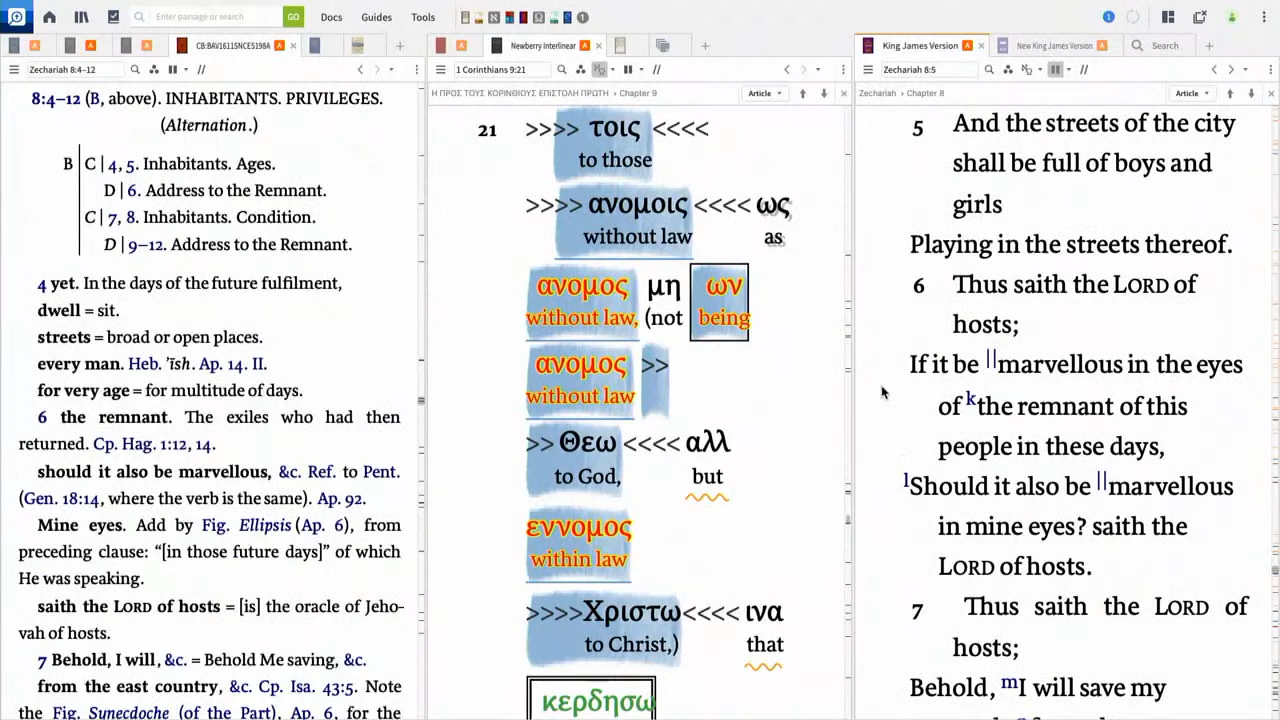 Enter passage or search
GO
Docs
Guides
Tools
1
1
A
A
A
CB:BAV1611SNCES198A
A
Zechariah 8:4–12
8:4–12 (B, above). INHABITANTS. PRIVILEGES.
(Alternation.)
B C | 4, 5. Inhabitants. Ages.
D | 6. Address to the Remnant.
C | 7, 8. Inhabitants. Condition.
D | 9–12. Address to the Remnant.
4 yet. In the days of the future fulfilment,
dwell = sit.
streets = broad or open places.
every man. Heb. 'īsh. Ap. 14. II.
for very age = for multitude of days.
6 the remnant. The exiles who had then
returned. Cp. Hag. 1:12, 14.
should it also be marvellous, &c. Ref. to Pent.
(Gen. 18:14, where the verb is the same). Ap. 92.
Mine eyes. Add by Fig. Ellipsis (Ap. 6), from
preceding clause: “[in those future days]” of which
He was speaking.
saith the LORD of hosts = [is] the oracle of Jeho-
vah of hosts.
7 Behold, I will, &c. = Behold Me saving, &c.
from the east country, &c. Cp. Isa. 43:5. Note
the Fig. Synecdoche (of the Part), Ap. 6, for the
A
Newberry Interlinear
A
1 Corinthians 9:21
Η ΠΡΟΣ ΤΟΥΣ ΚΟΡΙΝΘΙΟΥΣ ΕΠΙΣΤΟΛΗ ΠΡΩΤΗ › Chapter 9
Article
21 >>>> τοις <<<<
to those
>>>> ανομοις <<<< ως
without law as
ανομος μη ων
without law, (not being
ανομος >>
without law
>> Θεω <<<< αλλ
to God, but
εννομος
within law
>>>>Χριστω<<<< ινα
to Christ,) that
κερδησω
King James Version
A
New King James Version
A
Search
Zechariah 8:5
Zechariah › Chapter 8
Article
5 And the streets of the city
shall be full of boys and
girls
Playing in the streets thereof.
6 Thus saith the LORD of
hosts;
If it be ||marvellous in the eyes
of kthe remnant of this
people in these days,
lShould it also be ||marvellous
in mine eyes? saith the
LORD of hosts.
7 Thus saith the LORD of
hosts;
Behold, mI will save my